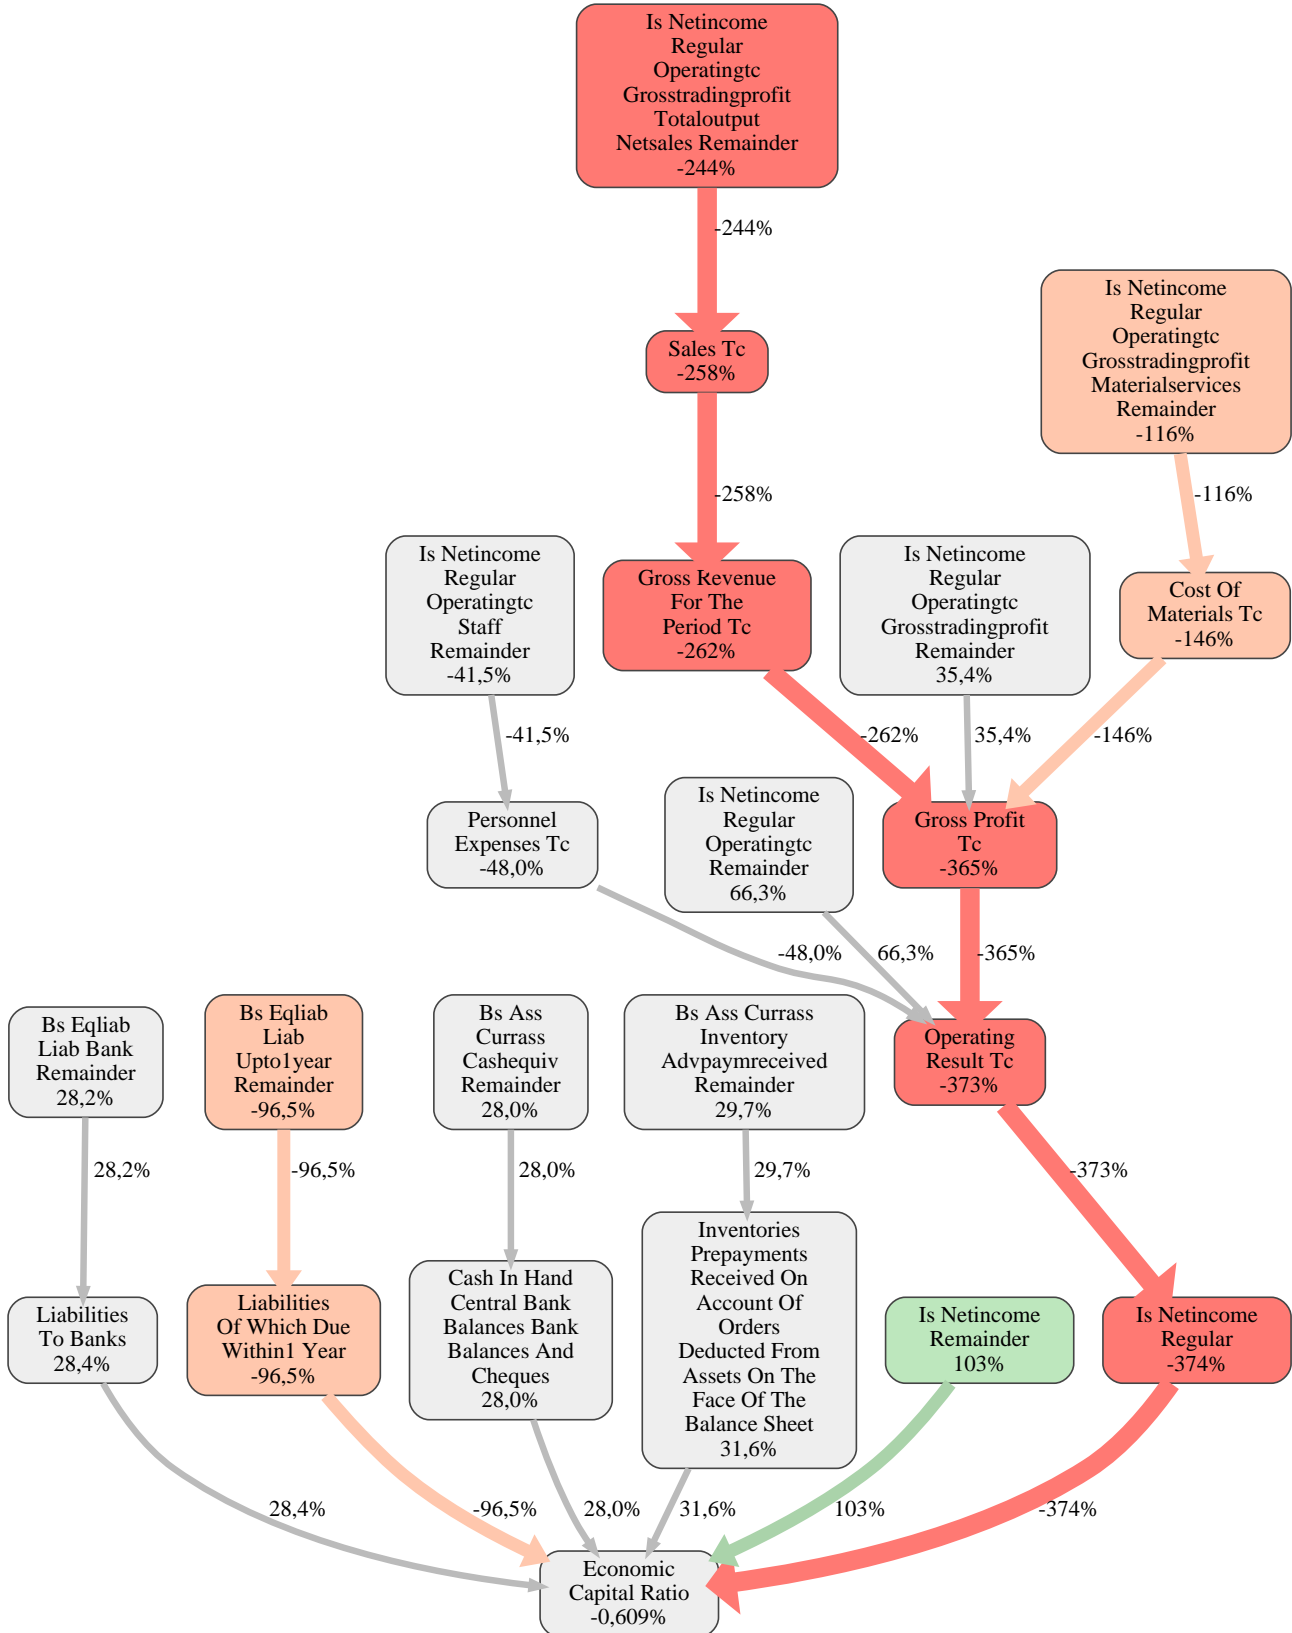 Is Netincome
Regular
Operatingtc
Grosstradingprofit
Totaloutput
Netsales Remainder
-244%
-244%
Is Netincome
Regular
Operatingtc
Grosstradingprofit
Materialservices
Remainder
-116%
Sales Tc
-258%
-258%
-116%
Is Netincome
Regular
Operatingtc
Staff
Remainder
-41,5%
Gross Revenue
For The
Period Tc
-262%
Is Netincome
Regular
Operatingtc
Grosstradingprofit
Remainder
35,4%
Cost Of
Materials Tc
-146%
-41,5%
-262%
35,4%
-146%
Personnel
Expenses Tc
-48,0%
Is Netincome
Regular
Operatingtc
Remainder
66,3%
Gross Profit
Tc
-365%
-48,0%
66,3%
-365%
Bs Eqliab
Liab Bank
Remainder
28,2%
Bs Eqliab
Liab
Upto1year
Remainder
-96,5%
Bs Ass
Currass
Cashequiv
Remainder
28,0%
Bs Ass Currass
Inventory
Advpaymreceived
Remainder
29,7%
Operating
Result Tc
-373%
28,2%
-96,5%
28,0%
29,7%
-373%
Liabilities
To Banks
28,4%
Liabilities
Of Which Due
Within1 Year
-96,5%
Cash In Hand
Central Bank
Balances Bank
Balances And
Cheques
28,0%
Inventories
Prepayments
Received On
Account Of
Orders
Deducted From
Assets On The
Face Of The
Balance Sheet
31,6%
Is Netincome
Remainder
103%
Is Netincome
Regular
-374%
28,4%
-96,5%
28,0%
31,6%
103%
-374%
Economic
Capital Ratio
-0,609%